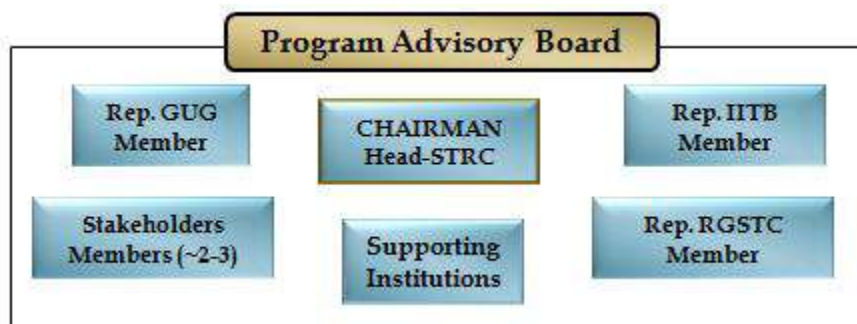 Program Advisory Board
Rep. GUG
Member
CHAIRMAN
Head-STRC
Rep. IITB
Member
Stakeholders
Members (~2-3)
Supporting
Institutions
Rep. RGSTC
Member